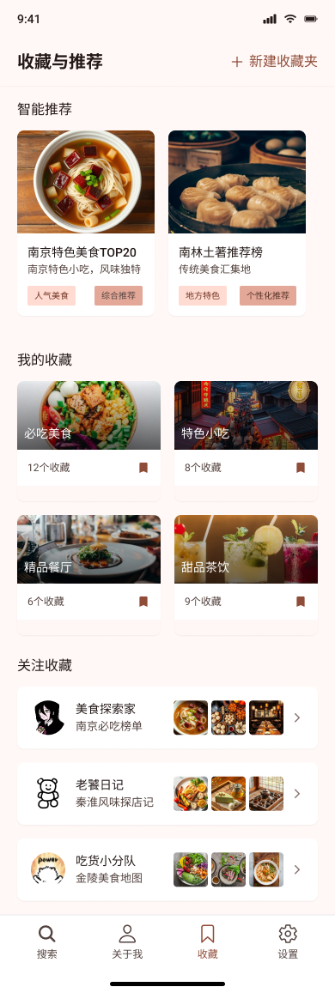 9:41
收藏与推荐
新建收藏夹
智能推荐
南京特色美食TOP20
南京特色小吃，风味独特
人气美食
综合推荐
南林土著推荐榜
传统美食汇集地
地方特色
个性化推荐
我的收藏
必吃美食
12个收藏
特色小吃
8个收藏
精品餐厅
6个收藏
甜品茶饮
9个收藏
关注收藏
美食探索家
南京必吃榜单
老饕日记
秦淮风味探店记
power
吃货小分队
金陵美食地图
搜索
关于我
收藏
设置